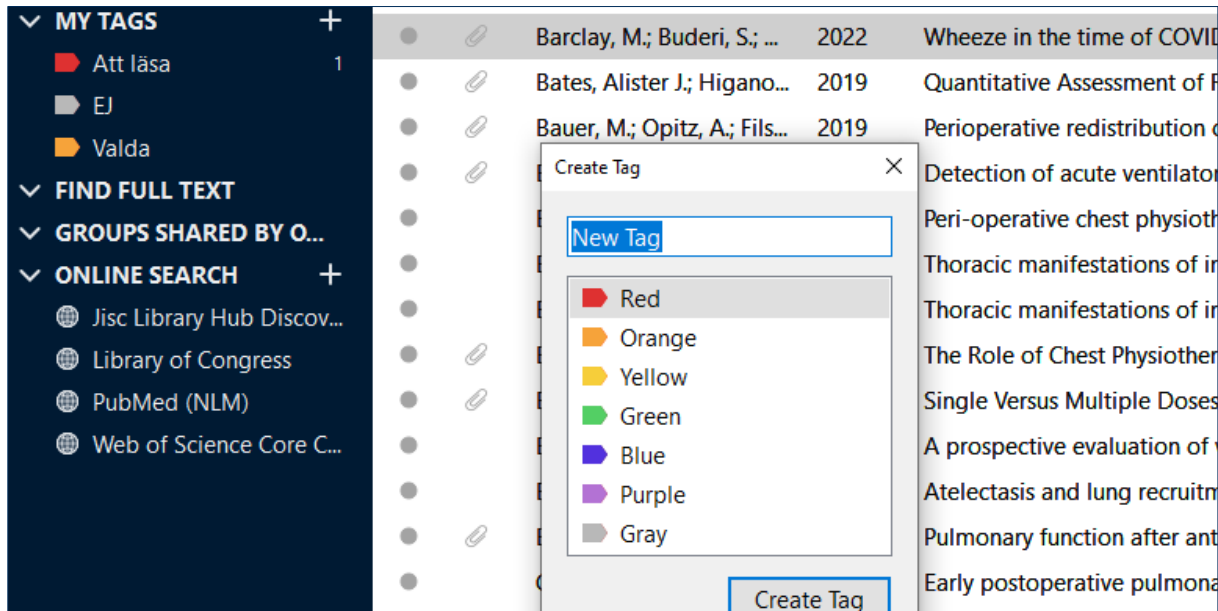 MY TAGS
Att läsa 1
EJ
Valda
FIND FULL TEXT
GROUPS SHARED BY O...
ONLINE SEARCH
Jisc Library Hub Discov...
Library of Congress
PubMed (NLM)
Web of Science Core C...
Barclay, M.; Buderi, S.; ... 2022 Wheeze in the time of COVID
Bates, Alister J.; Higano... 2019 Quantitative Assessment of
Bauer, M.; Opitz, A.; Fils... 2019 Perioperative redistribution
Detection of acute ventilator
Peri-operative chest physioth
Thoracic manifestations of in
Thoracic manifestations of in
The Role of Chest Physiother
Single Versus Multiple Doses
A prospective evaluation of
Atelectasis and lung recruitm
Pulmonary function after ant
Early postoperative pulmona
Create Tag
New Tag
Red
Orange
Yellow
Green
Blue
Purple
Gray
Create Tag